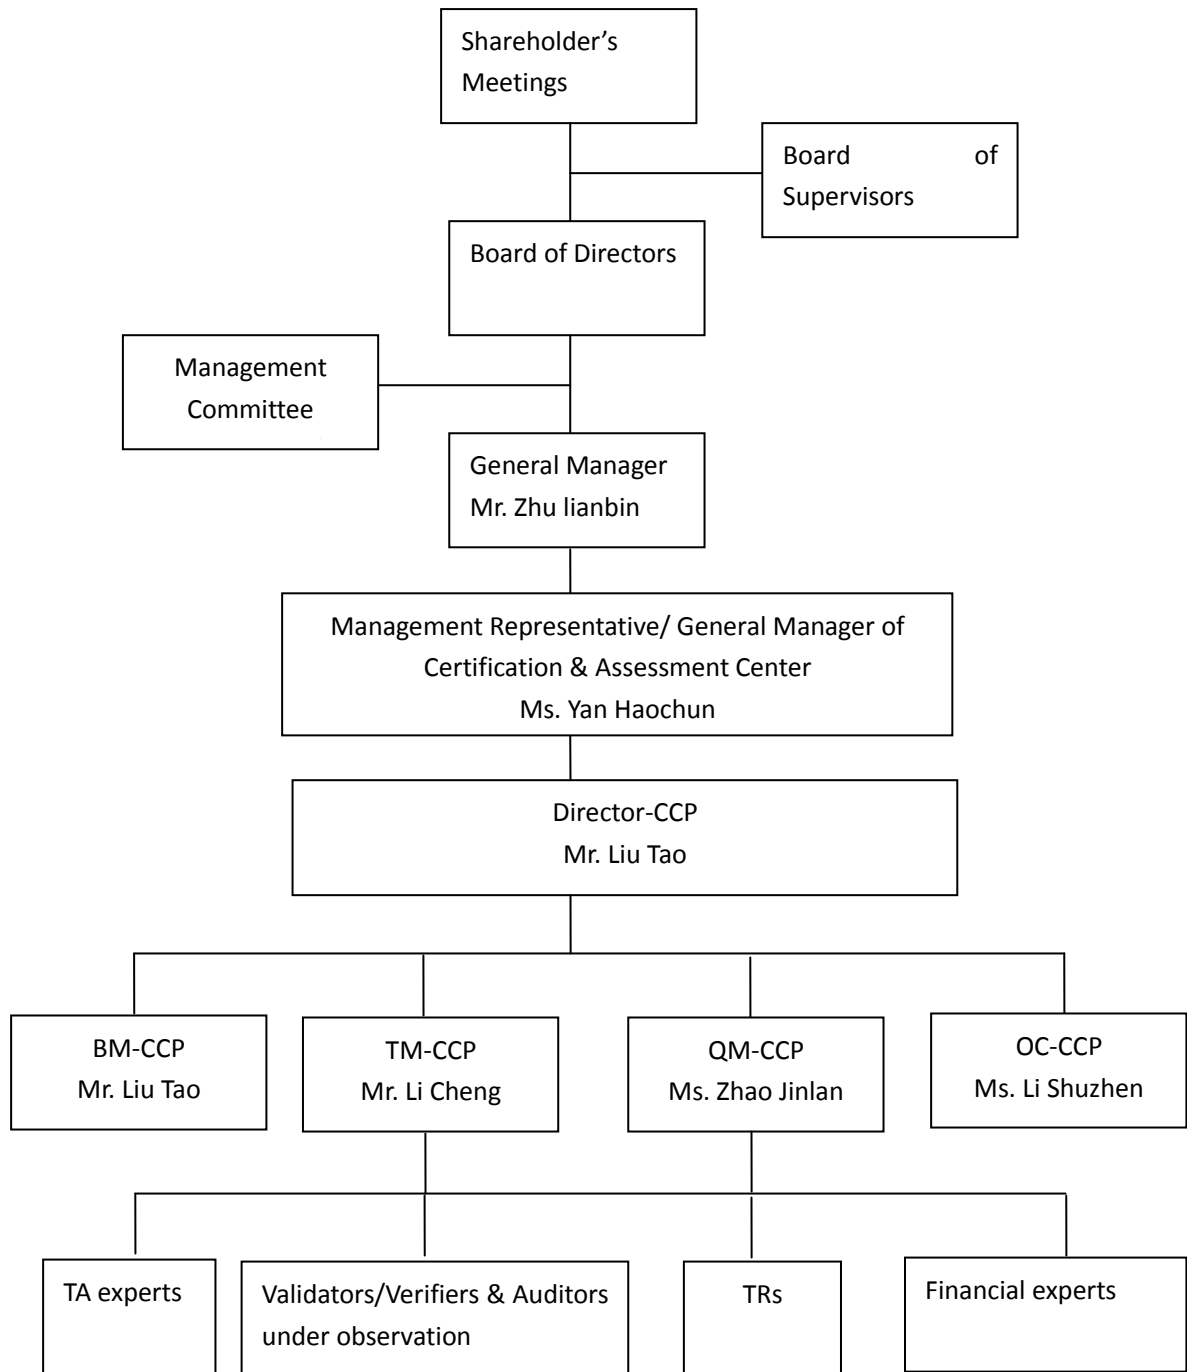 Shareholder’s
Meetings
Board of
Supervisors
Board of Directors
Management
Committee
General Manager
Mr. Zhu lianbin
Management Representative/ General Manager of
Certification & Assessment Center
Ms. Yan Haochun
Director-CCP
Mr. Liu Tao
BM-CCP
Mr. Liu Tao
TM-CCP
Mr. Li Cheng
QM-CCP
Ms. Zhao Jinlan
OC-CCP
Ms. Li Shuzhen
TA experts
Validators/Verifiers & Auditors
under observation
TRs
Financial experts